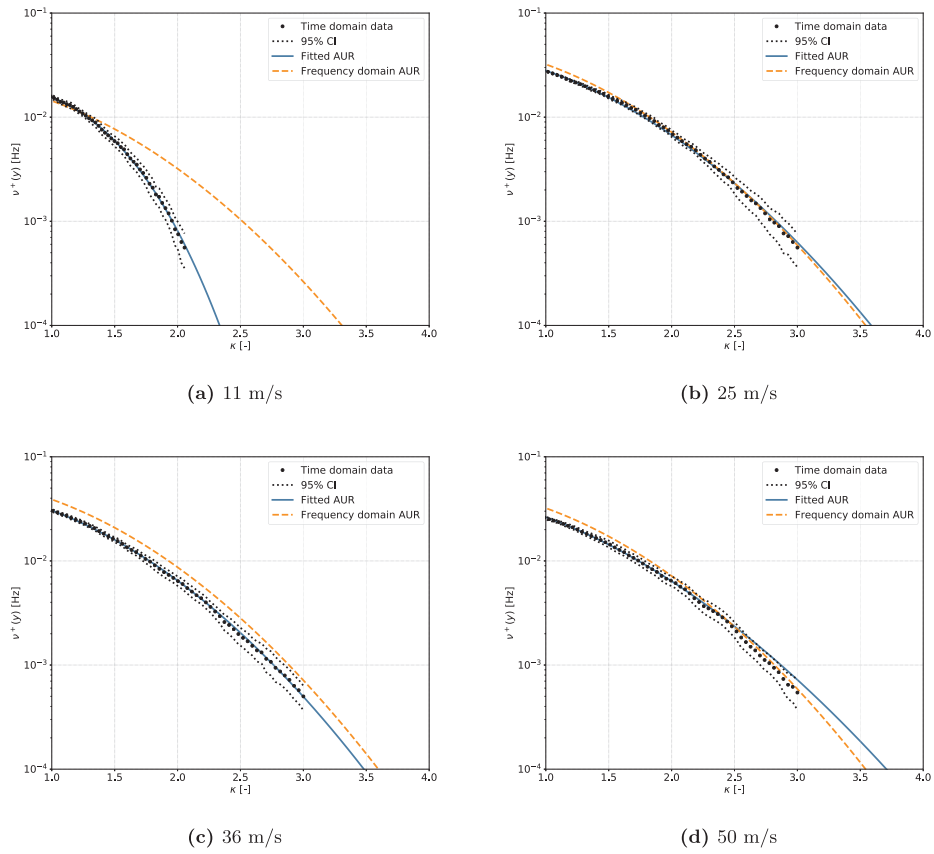 10⁻¹
10⁻²
10⁻³
10⁻⁴
ν⁺(y) [Hz]
Time domain data
95% CI
Fitted AUR
Frequency domain AUR
1.0 1.5 2.0 2.5 3.0 3.5 4.0
κ [-]
(a) 11 m/s
10⁻¹
10⁻²
10⁻³
10⁻⁴
ν⁺(y) [Hz]
Time domain data
95% CI
Fitted AUR
Frequency domain AUR
1.0 1.5 2.0 2.5 3.0 3.5 4.0
κ [-]
(b) 25 m/s
10⁻¹
10⁻²
10⁻³
10⁻⁴
ν⁺(y) [Hz]
Time domain data
95% CI
Fitted AUR
Frequency domain AUR
1.0 1.5 2.0 2.5 3.0 3.5 4.0
κ [-]
(c) 36 m/s
10⁻¹
10⁻²
10⁻³
10⁻⁴
ν⁺(y) [Hz]
Time domain data
95% CI
Fitted AUR
Frequency domain AUR
1.0 1.5 2.0 2.5 3.0 3.5 4.0
κ [-]
(d) 50 m/s